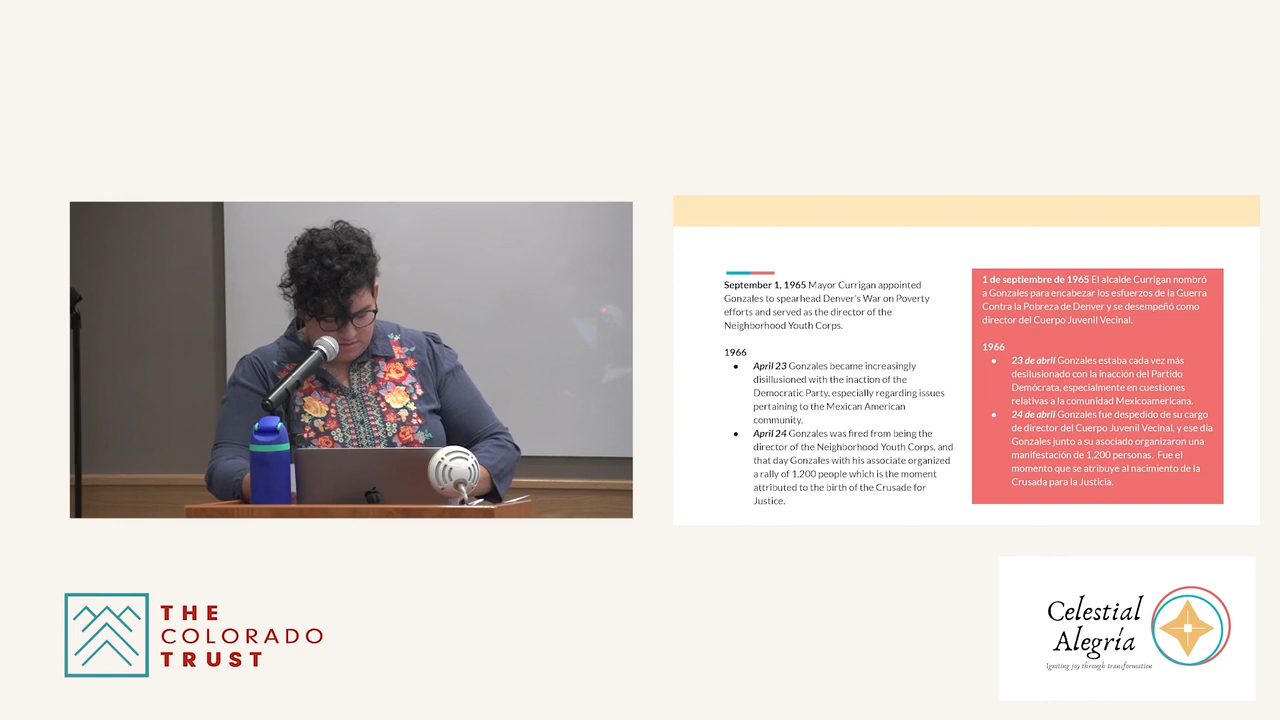 September 1, 1965 Mayor Currigan appointed
Gonzales to spearhead Denver's War on Poverty
efforts and served as the director of the
Neighborhood Youth Corps.
1966
● April 23 Gonzales became increasingly
disillusioned with the inaction of the
Democratic Party, especially regarding issues
pertaining to the Mexican American
community.
● April 24 Gonzales was fired from being the
director of the Neighborhood Youth Corps, and
that day Gonzales with his associate organized
a rally of 1,200 people which is the moment
attributed to the birth of the Crusade for
Justice.
1 de septiembre de 1965 El alcalde Currigan nombró
a Gonzales para encabezar los esfuerzos de la Guerra
Contra la Pobreza de Denver y se desempeñó como
director del Cuerpo Juvenil Vecinal.
1966
● 23 de abril Gonzales estaba cada vez más
desilusionado con la inacción del Partido
Demócrata, especialmente en cuestiones
relativas a la comunidad Mexicoamericana.
● 24 de abril Gonzales fue despedido de su cargo
de director del Cuerpo Juvenil Vecinal, y ese día
Gonzales junto a su asociado organizaron una
manifestación de 1,200 personas. Fue el
momento que se atribuye al nacimiento de la
Crusada para la Justicia.
THE
COLORADO
TRUST
Celestial
Alegría
Igniting joy through transformation